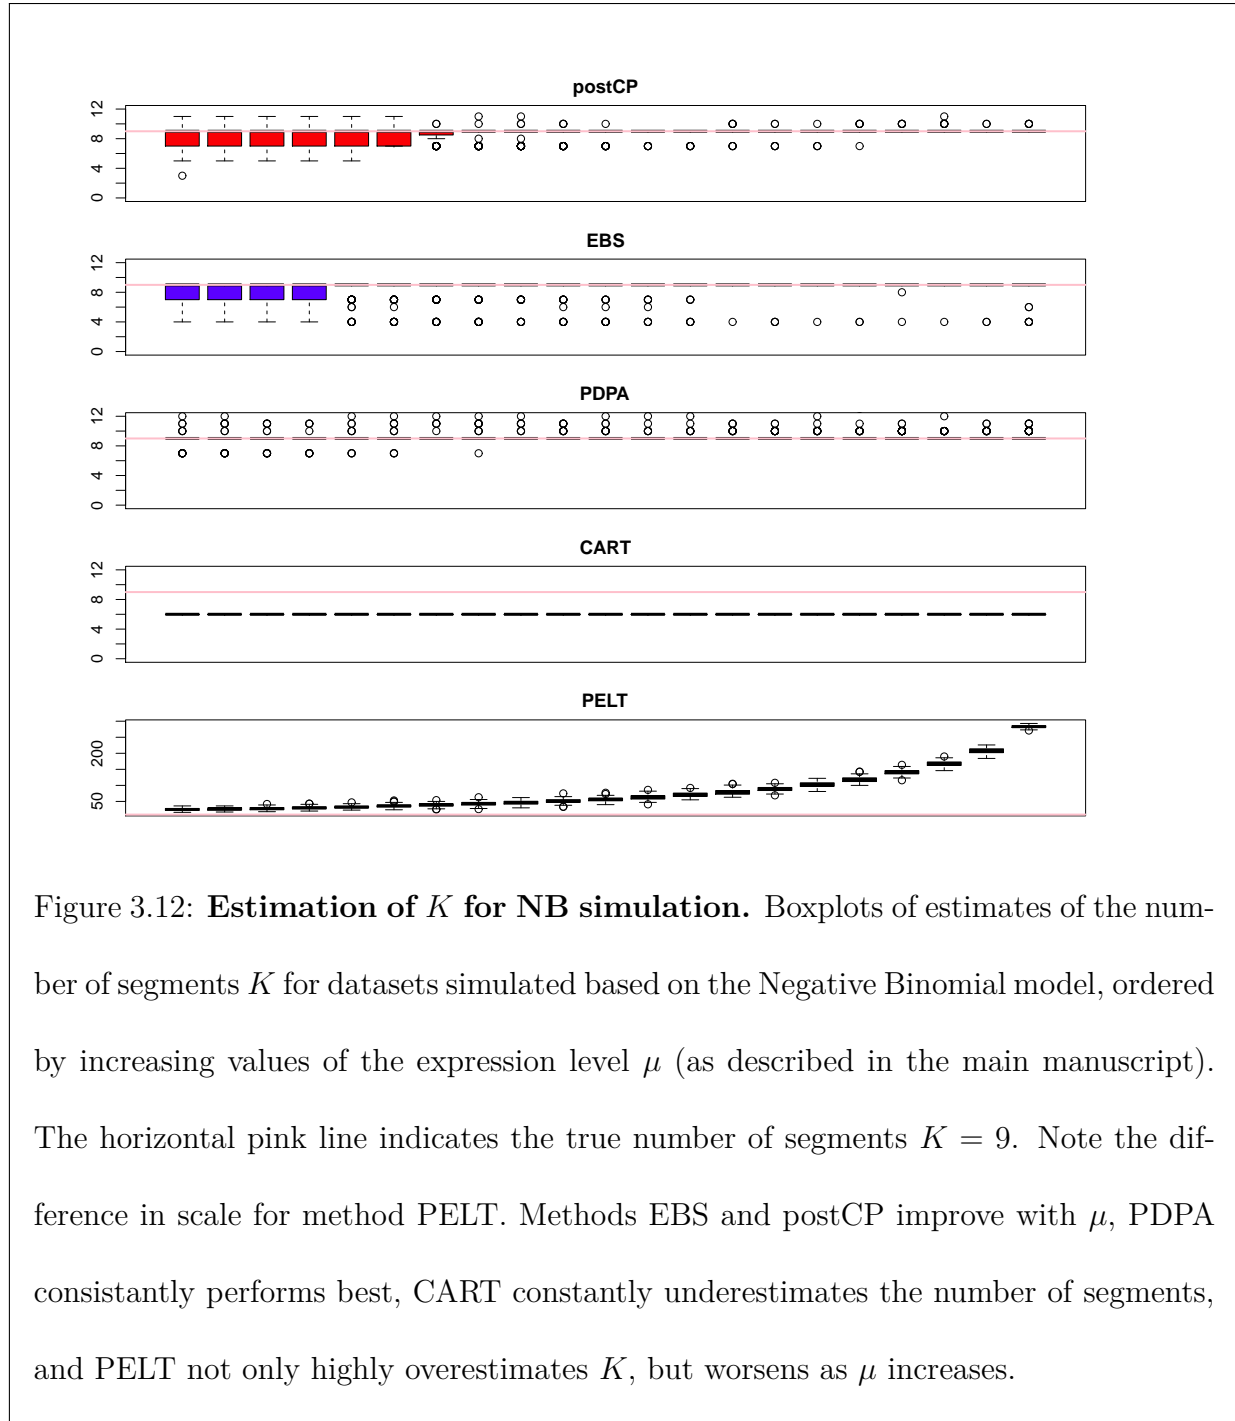 postCP
12
8
4
0
EBS
12
8
4
0
PDPA
12
8
4
0
CART
12
8
4
0
PELT
200
50
Figure 3.12: Estimation of K for NB simulation. Boxplots of estimates of the num-
ber of segments K for datasets simulated based on the Negative Binomial model, ordered
by increasing values of the expression level μ (as described in the main manuscript).
The horizontal pink line indicates the true number of segments K = 9. Note the dif-
ference in scale for method PELT. Methods EBS and postCP improve with μ, PDPA
consistantly performs best, CART constantly underestimates the number of segments,
and PELT not only highly overestimates K, but worsens as μ increases.